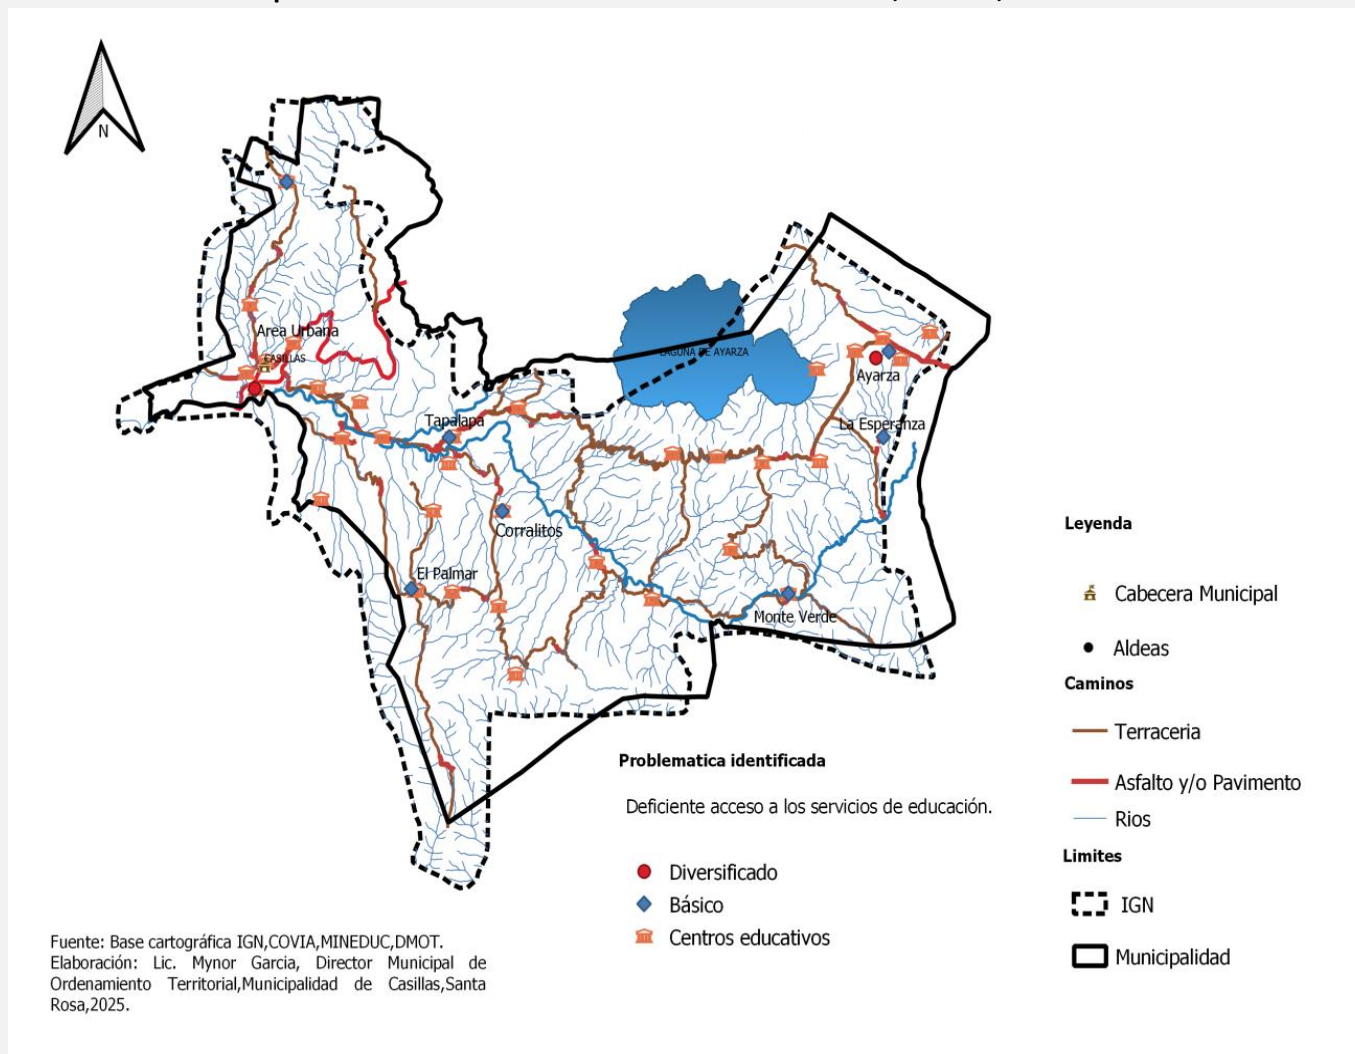 N
Area Urbana
CASILLAS
LAGUNA DE AYARZA
Ayarza
Tapalapa
La Esperanza
Corralitos
El Palmar
Monte Verde
Leyenda
Cabecera Municipal
Aldeas
Caminos
Terraceria
Asfalto y/o Pavimento
Rios
Limites
IGN
Municipalidad
Problematica identificada
Deficiente acceso a los servicios de educación.
Diversificado
Básico
Centros educativos
Fuente: Base cartográfica IGN,COVIA,MINEDUC,DMOT.
Elaboración: Lic. Mynor Garcia, Director Municipal de
Ordenamiento Territorial,Municipalidad de Casillas,Santa
Rosa,2025.